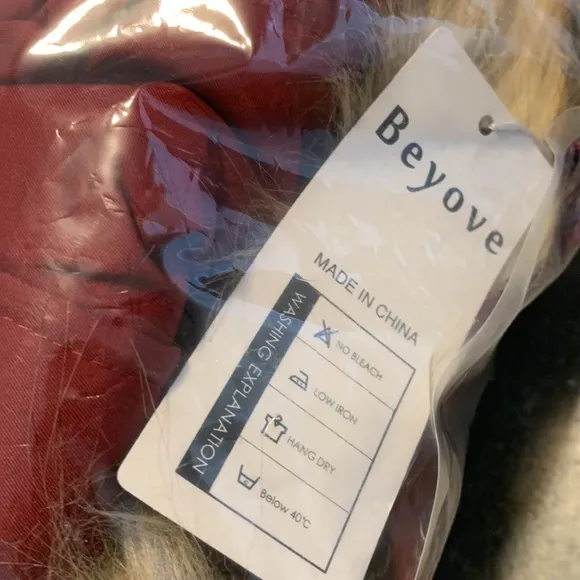 Beyove
MADE IN CHINA
WASHING EXPLANATION
NO BLEACH
LOW IRON
HANG DRY
Below 40℃